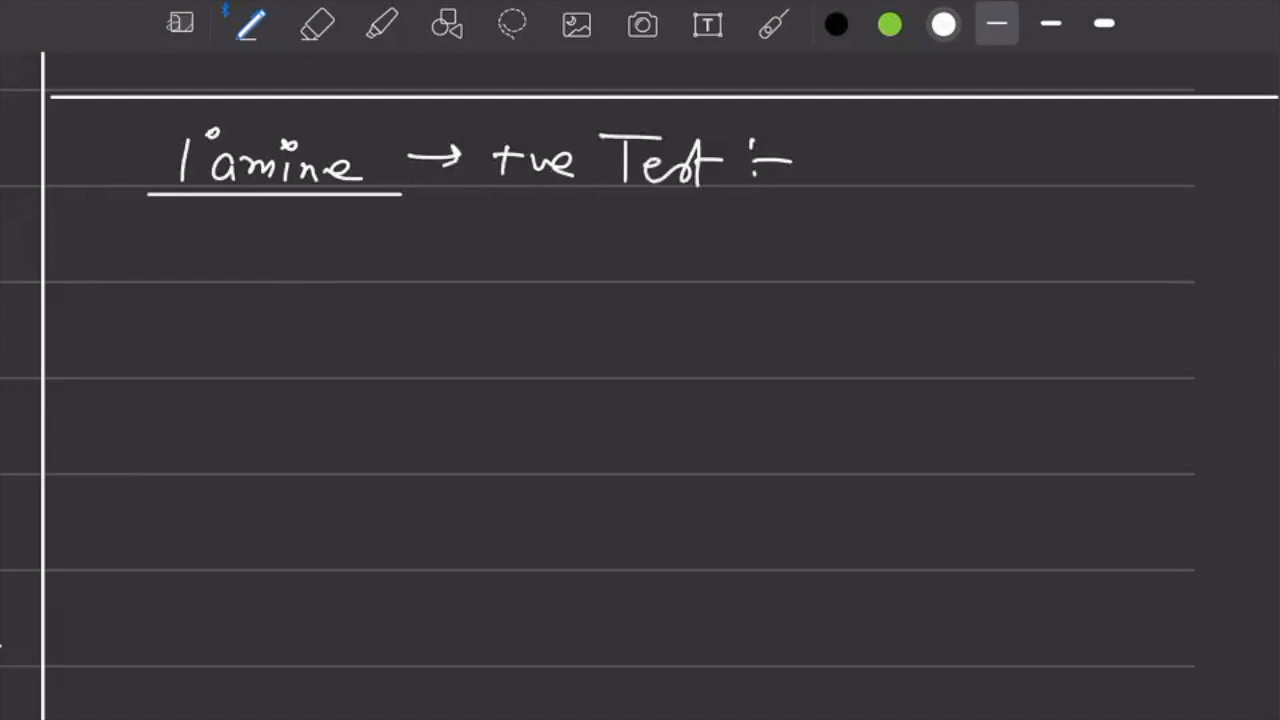 1° amine → +ve Test :-